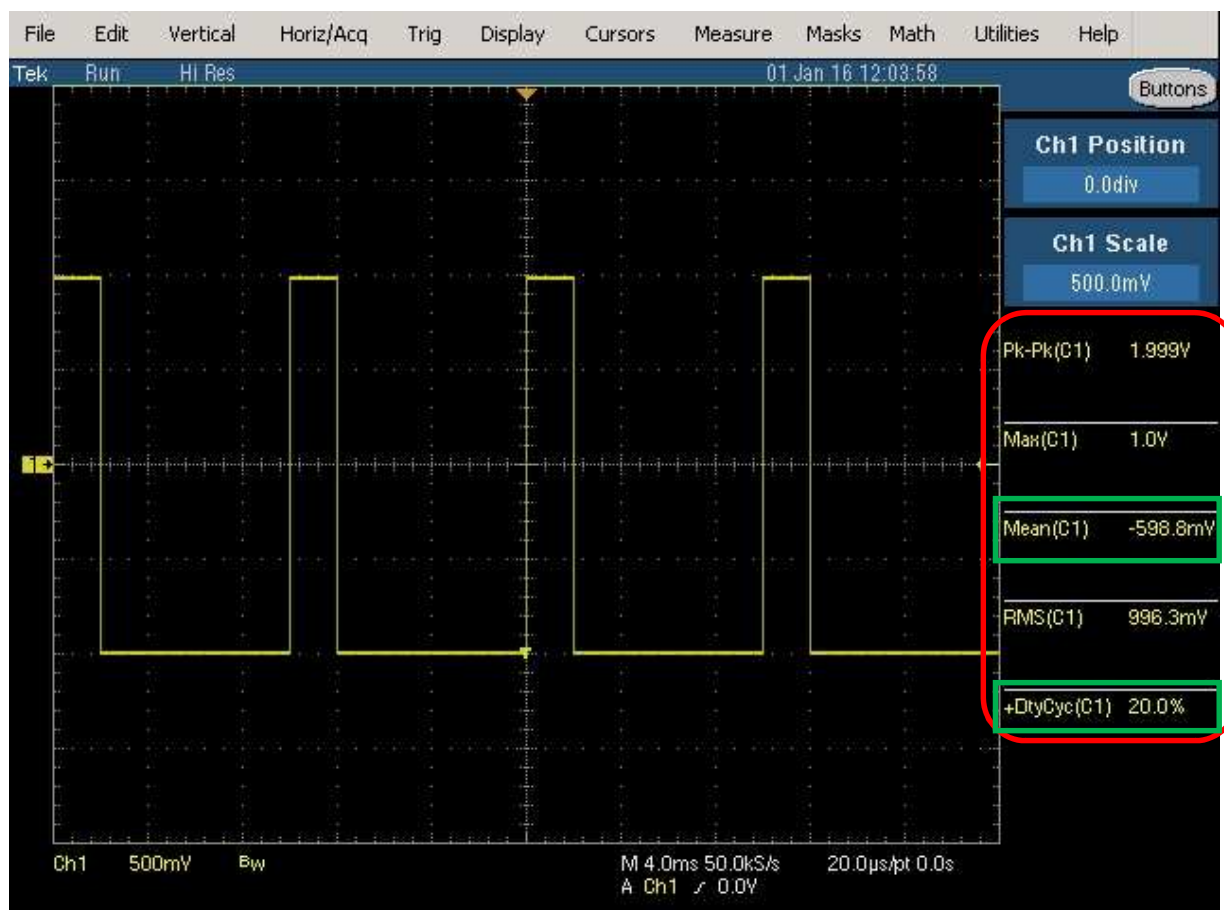 File Edit Vertical Horiz/Acq Trig Display Cursors Measure Masks Math Utilities Help
Tek Run Hi Res 01 Jan 16 12:03:58
Buttons
Ch1 Position
0.0div
Ch1 Scale
500.0mV
Pk-Pk(C1) 1.999V
Max(C1) 1.0V
1
Mean(C1) -598.8mV
RMS(C1) 996.3mV
+DtyCyc(C1) 20.0%
Ch1 500mV Bw M 4.0ms 50.0kS/s 20.0µs/pt 0.0s
A Ch1 / 0.0V